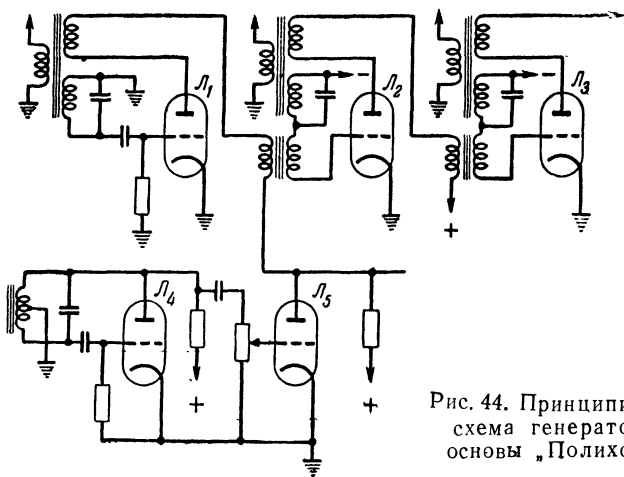 Л1
Л2
Л3
–
–
+
Л4
Л5
+
+
Рис. 44. Принципи
схема генерато
основы „Полихо